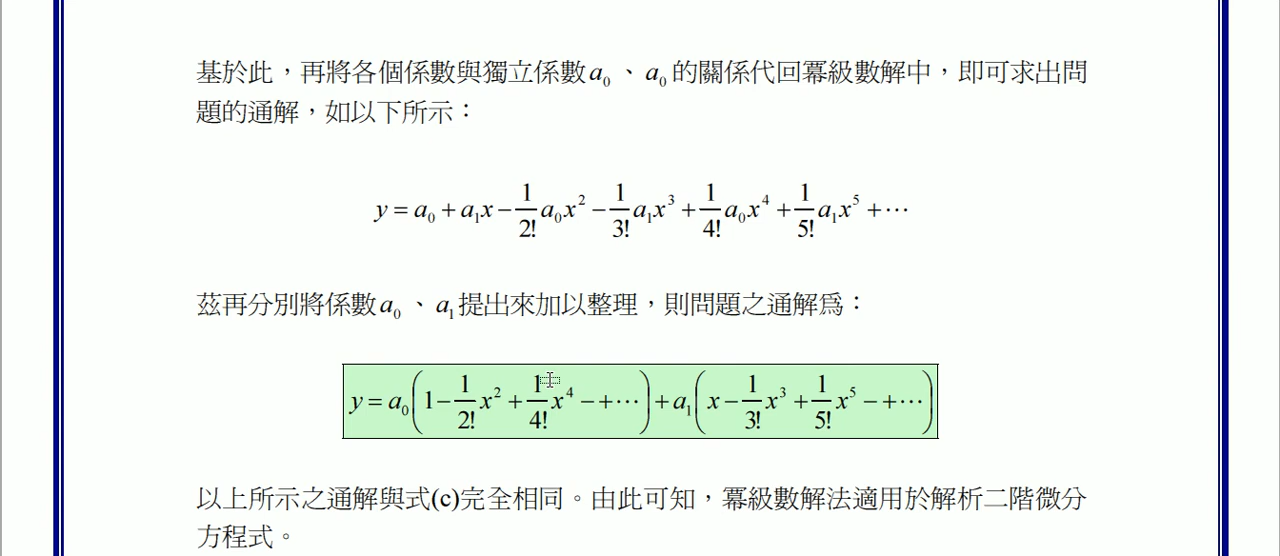 基於此，再將各個係數與獨立係數a₀、a₀的關係代回冪級數解中，即可求出問
題的通解，如以下所示：
y = a₀ + a₁x − 1/2! a₀x² − 1/3! a₁x³ + 1/4! a₀x⁴ + 1/5! a₁x⁵ + ⋯
茲再分別將係數a₀、a₁提出來加以整理，則問題之通解為：
y = a₀(1 − 1/2! x² + 1/4! x⁴ − + ⋯) + a₁(x − 1/3! x³ + 1/5! x⁵ − + ⋯)
以上所示之通解與式(c)完全相同。由此可知，冪級數解法適用於解析二階微分
方程式。